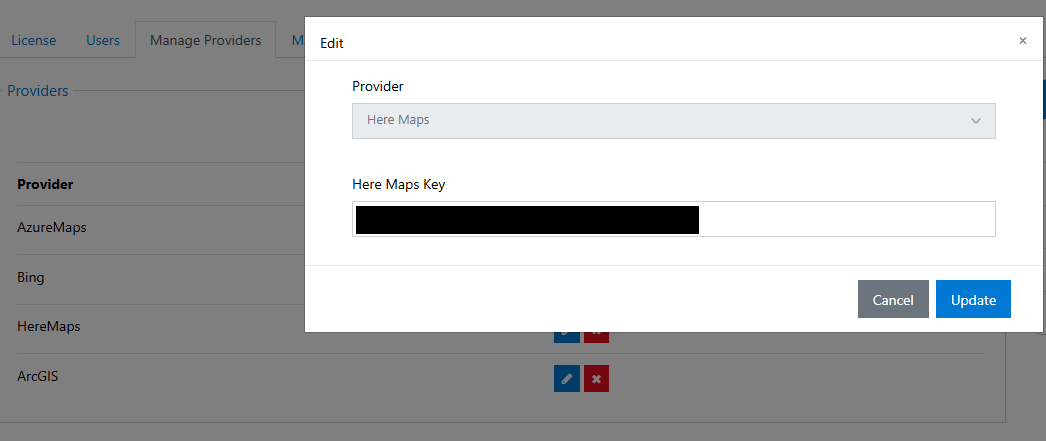 License Users Manage Providers M
Edit ×
Providers
Provider
Here Maps
Here Maps Key
Provider
AzureMaps
Bing
HereMaps
ArcGIS
Cancel Update